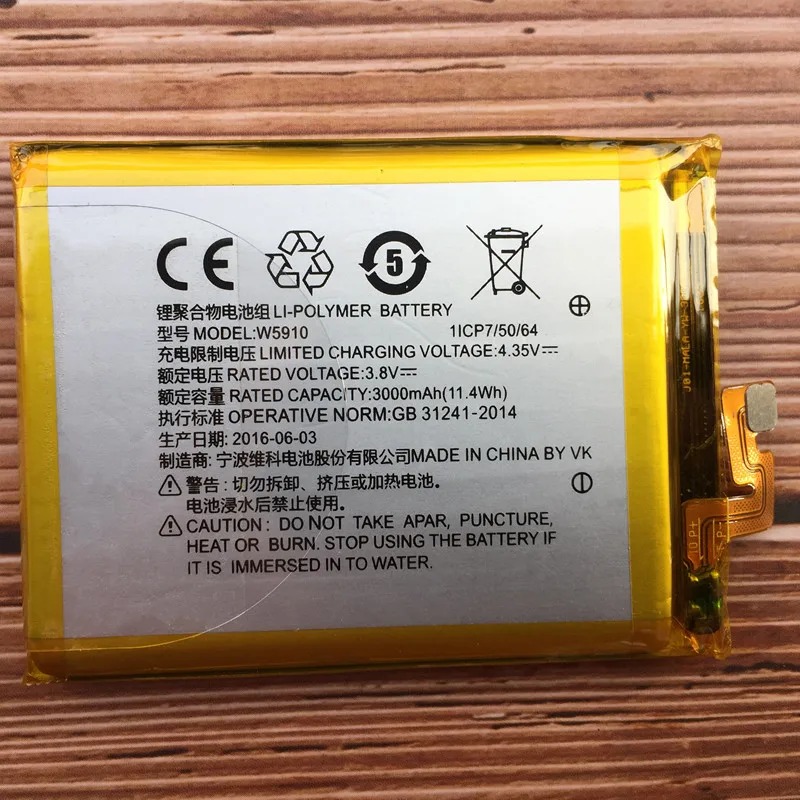 CE 5
锂聚合物电池组 LI-POLYMER BATTERY
型号 MODEL:W5910 1ICP7/50/64
充电限制电压 LIMITED CHARGING VOLTAGE:4.35V⎓
额定电压 RATED VOLTAGE:3.8V⎓
额定容量 RATED CAPACITY:3000mAh(11.4Wh)
执行标准 OPERATIVE NORM:GB 31241-2014
生产日期: 2016-06-03
制造商: 宁波维科电池股份有限公司MADE IN CHINA BY VK
警告: 切勿拆卸、挤压或加热电池。
电池浸水后禁止使用。
CAUTION: DO NOT TAKE APAR, PUNCTURE,
HEAT OR BURN. STOP USING THE BATTERY IF
IT IS IMMERSED IN TO WATER.
P+
P-